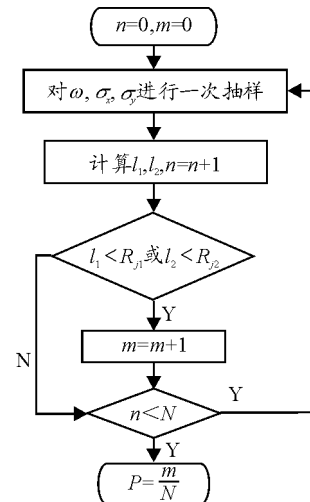 n=0,m=0
对ω, σx, σy进行一次抽样
计算l1,l2,n=n+1
l1<Rj1或l2<Rj2
Y
N
m=m+1
n<N
Y
Y
P=m/N